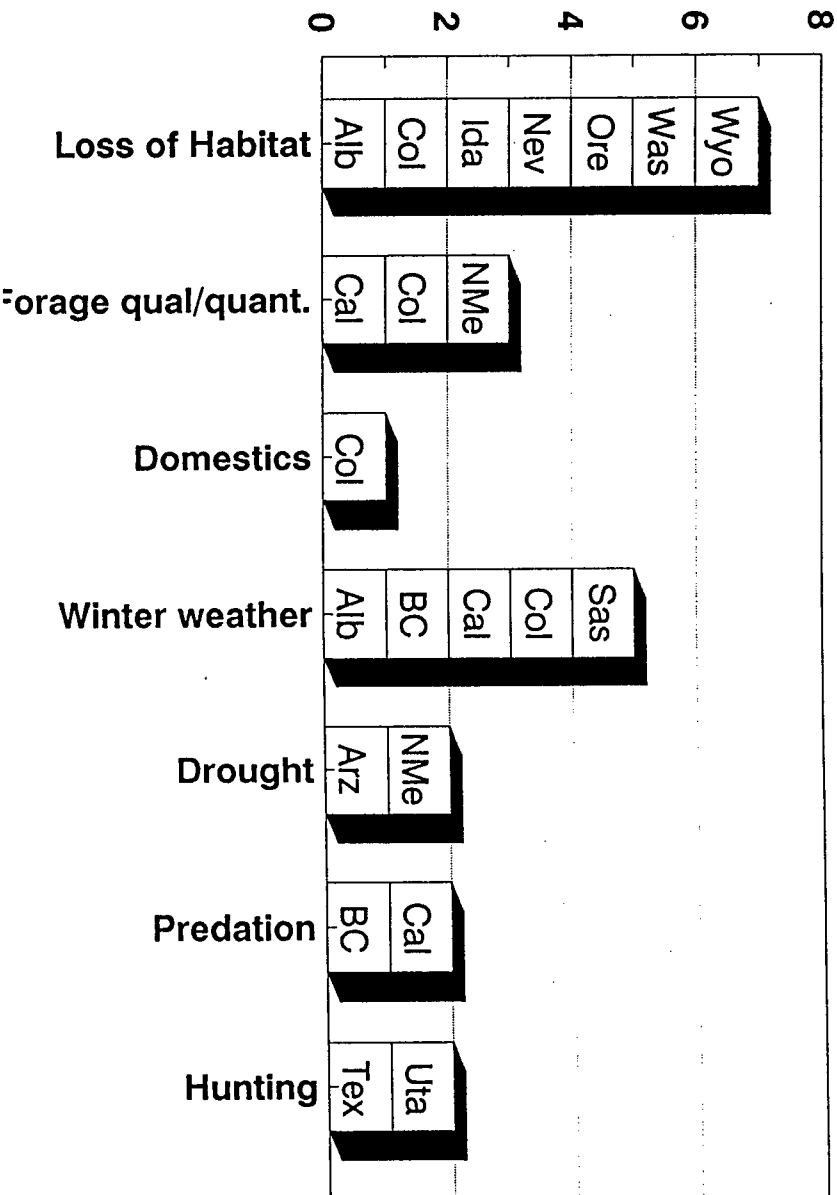 0 2 4 6 8
Loss of Habitat
Alb Col Ida Nev Ore Was Wyo
Forage qual/quant.
Cal Col NMe
Domestics
Col
Winter weather
Alb BC Cal Col Sas
Drought
Arz NMe
Predation
BC Cal
Hunting
Tex Uta